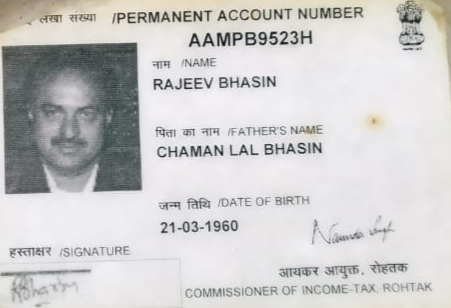 लेखा संख्या /PERMANENT ACCOUNT NUMBER
AAMPB9523H
नाम /NAME
RAJEEV BHASIN
पिता का नाम /FATHER'S NAME
CHAMAN LAL BHASIN
जन्म तिथि /DATE OF BIRTH
21-03-1960
हस्ताक्षर /SIGNATURE
आयकर आयुक्त, रोहतक
COMMISSIONER OF INCOME-TAX, ROHTAK